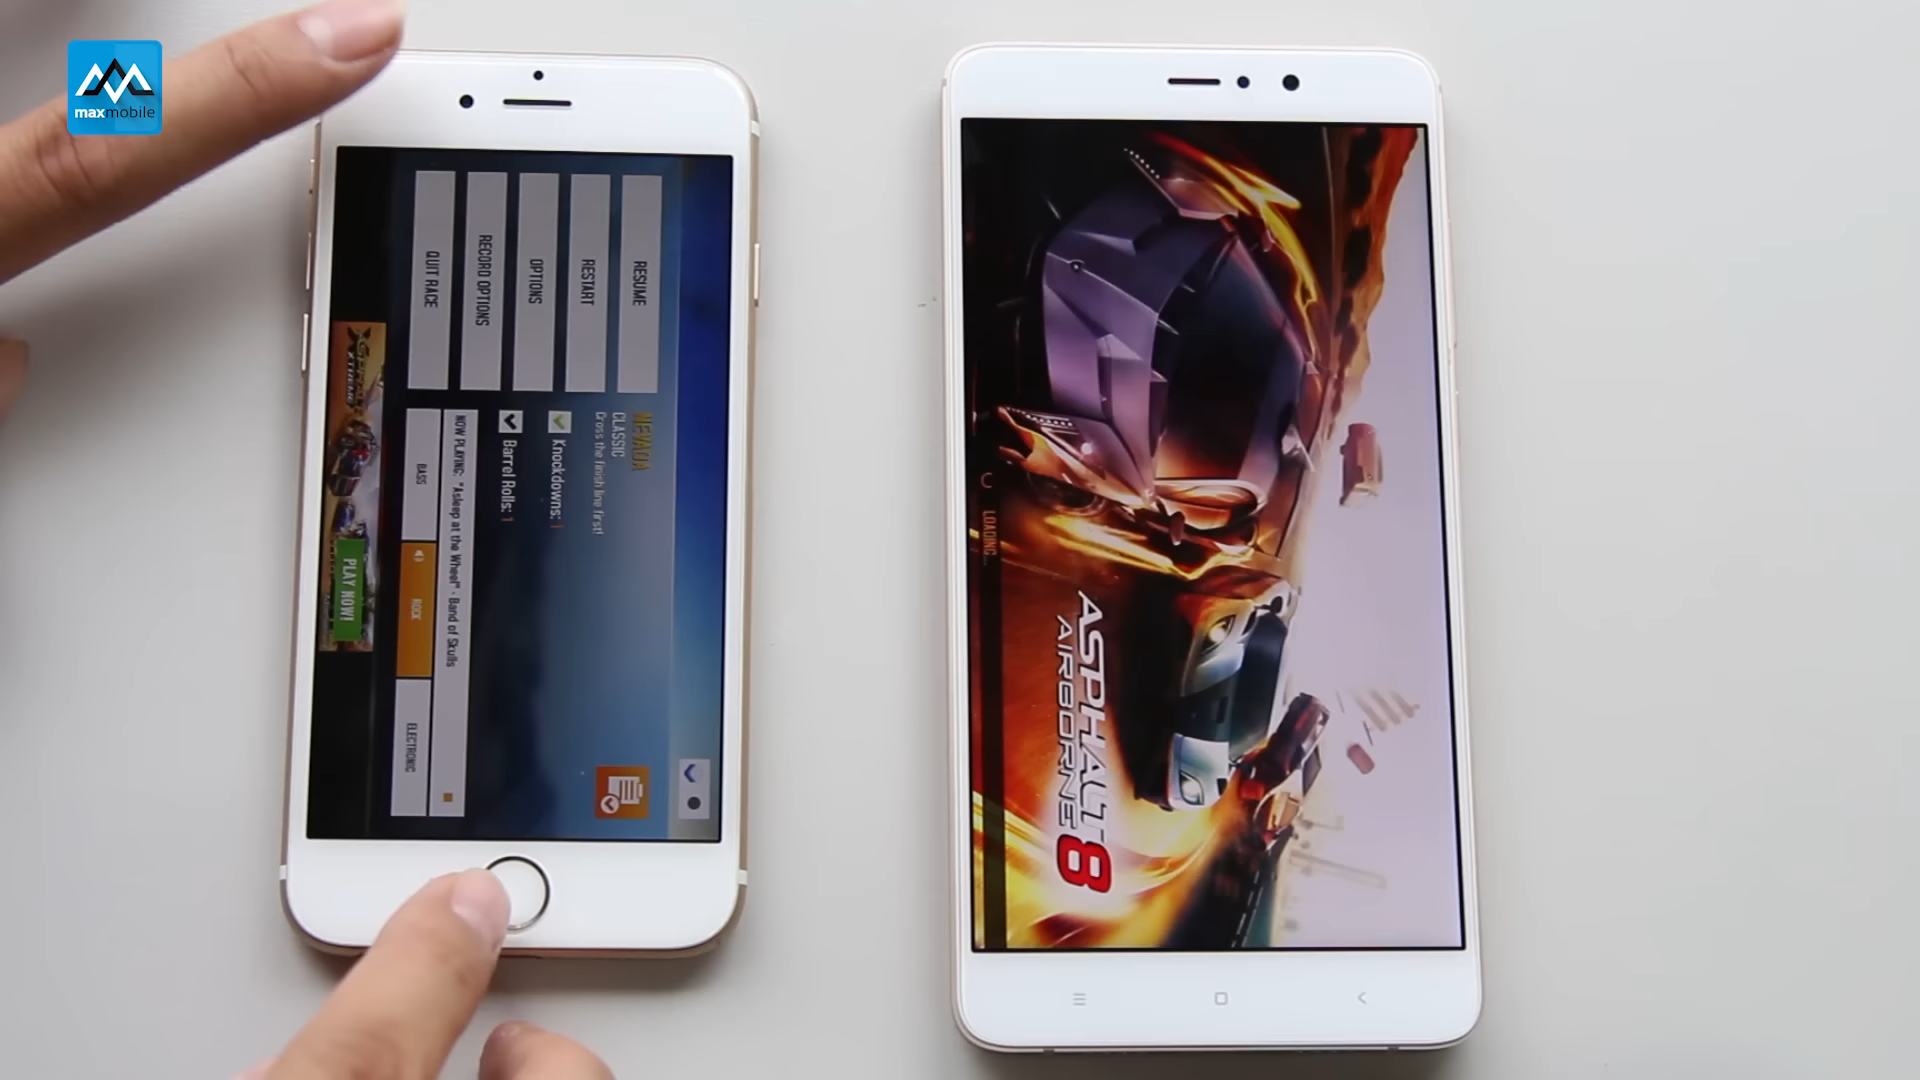 maxmobile
RESUME
RESTART
OPTIONS
RECORD OPTIONS
QUIT RACE
NEVADA
CLASSIC
Cross the finish line first!
Knockdowns: 1
Barrel Rolls: 1
NOW PLAYING: "Asleep at the Wheel" - Band of Skulls
BASS
ROCK
ELECTRONIC
ASPHALT
XTREME
PLAY NOW!
LOADING...
ASPHALT 8
AIRBORNE